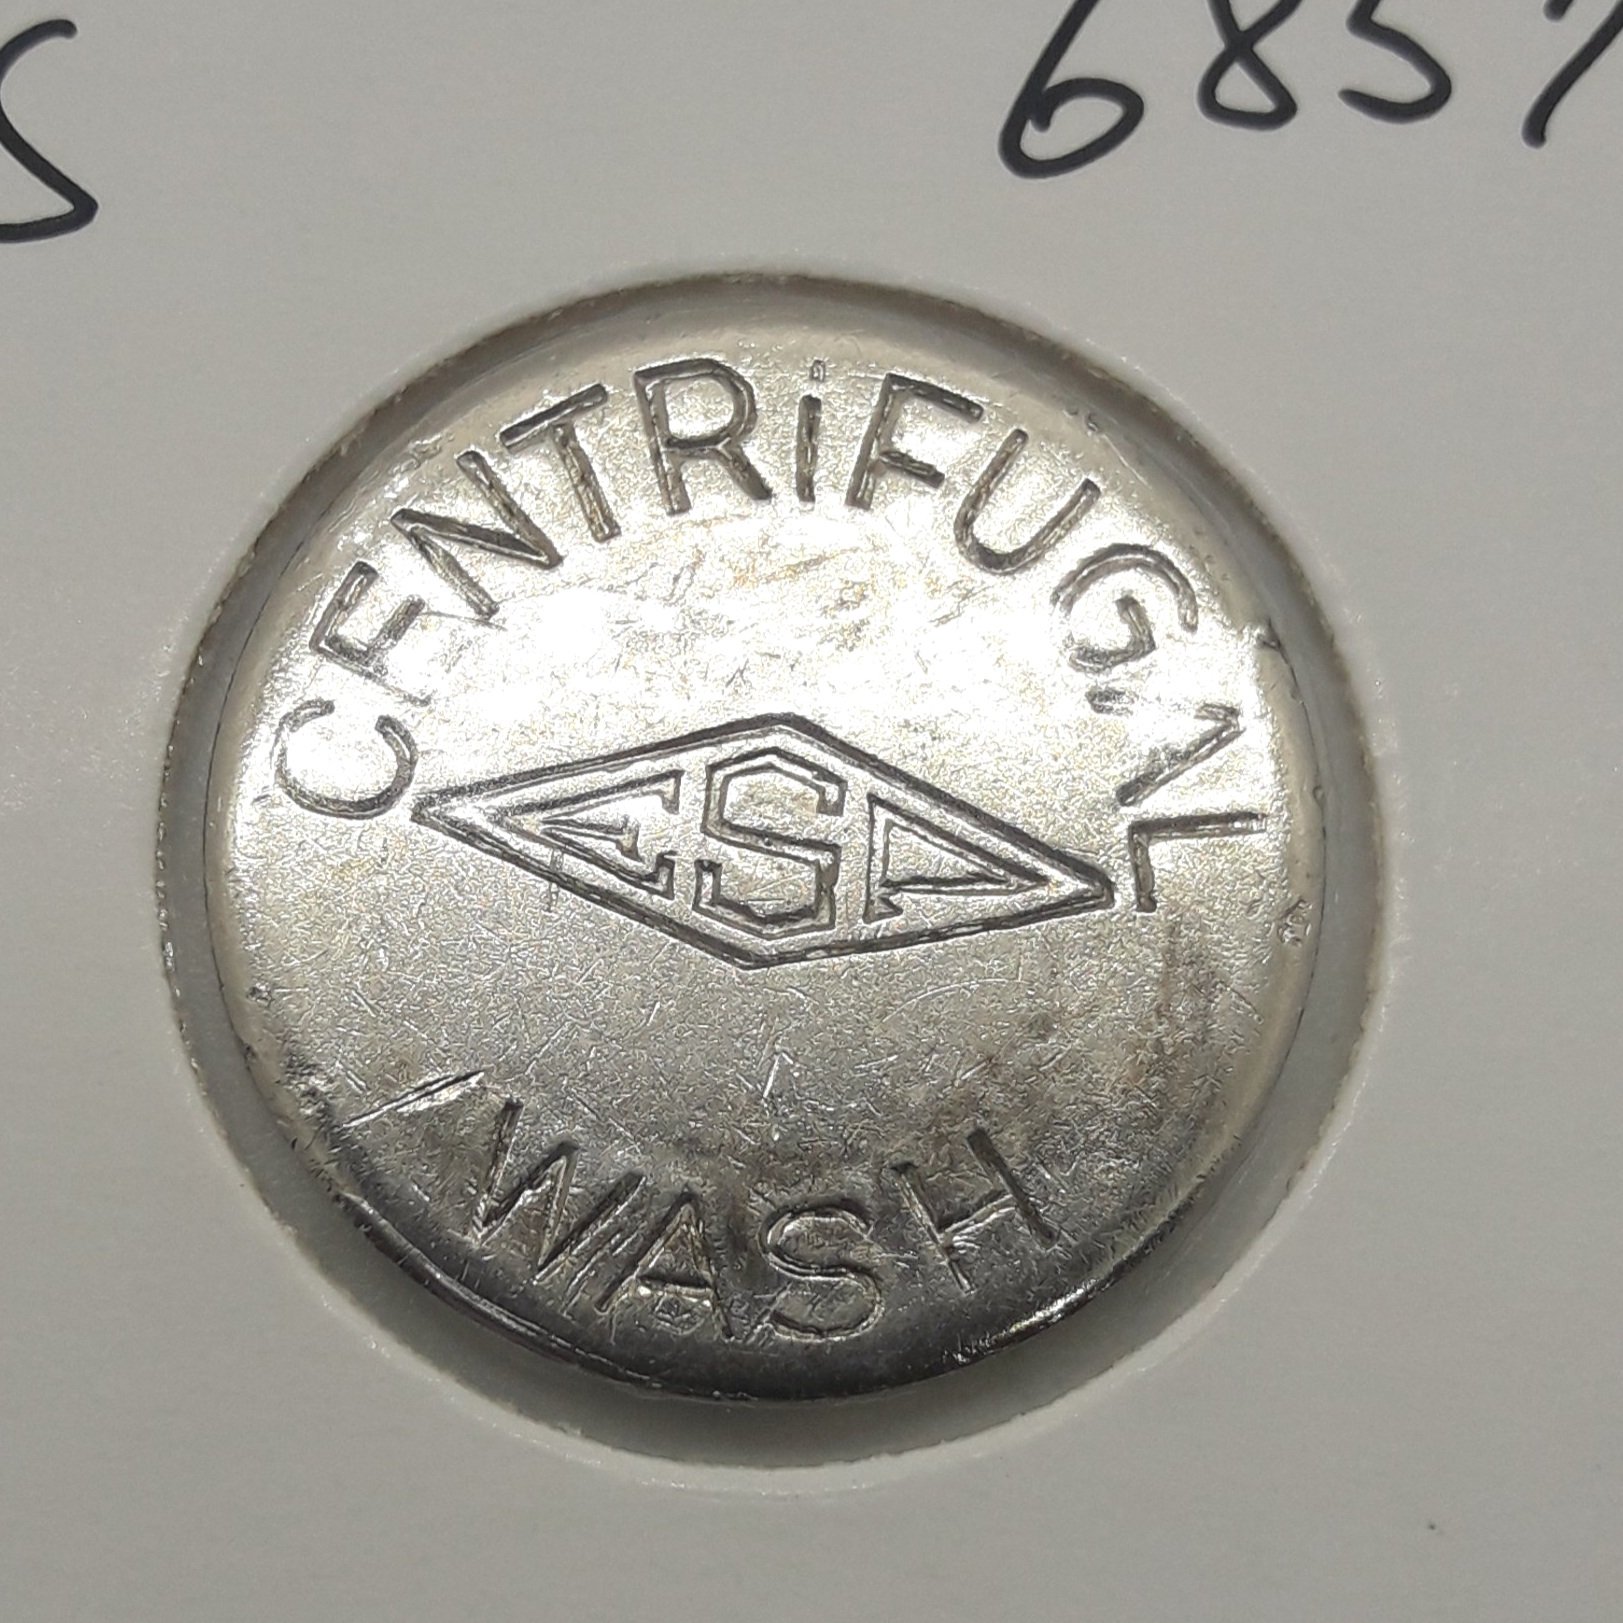 S
6857
CENTRiFUGAL
ESA
WASH